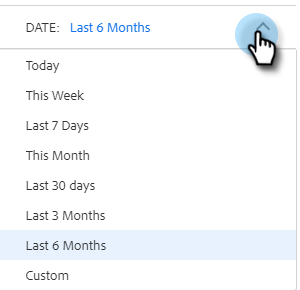 DATE: Last 6 Months
Today
This Week
Last 7 Days
This Month
Last 30 days
Last 3 Months
Last 6 Months
Custom